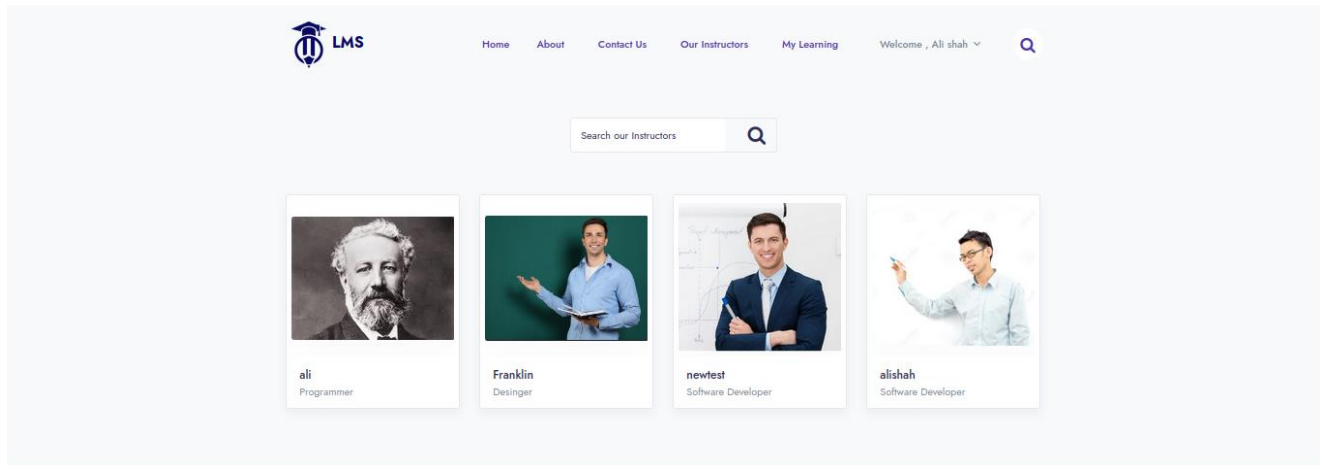 LMS
Home About Contact Us Our Instructors My Learning Welcome , Ali shah
Search our Instructors
ali
Programmer
Franklin
Desinger
newtest
Software Developer
alishah
Software Developer